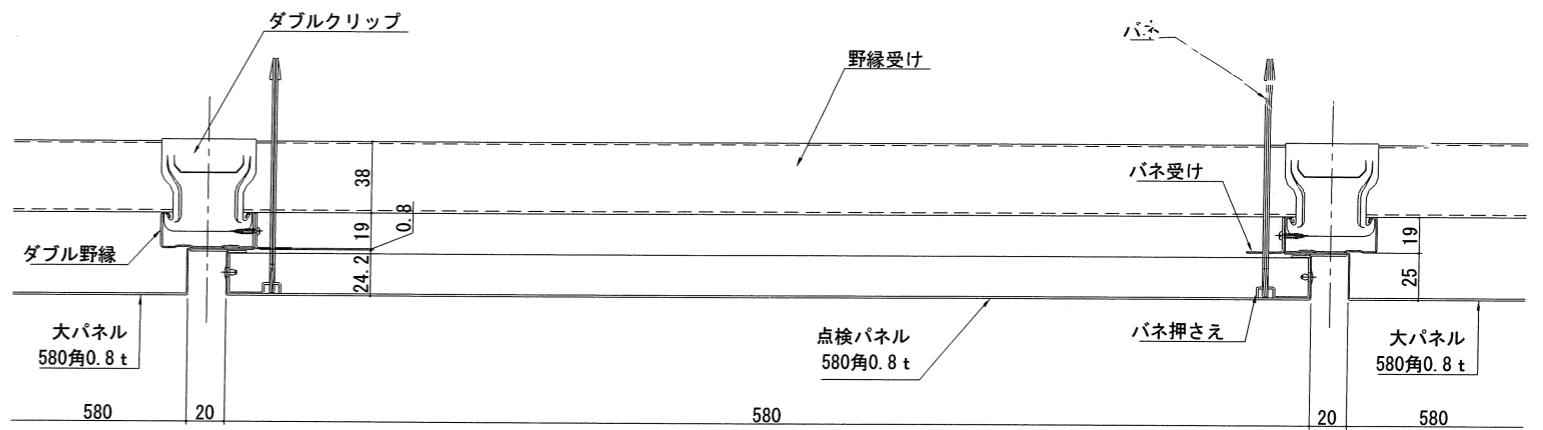 ダブルクリップ
バネ
野縁受け
バネ受け
38
19
0.8
24.2
ダブル野縁
19
25
大パネル
580角0.8t
点検パネル
580角0.8t
バネ押さえ
大パネル
580角0.8t
580
20
580
20
580